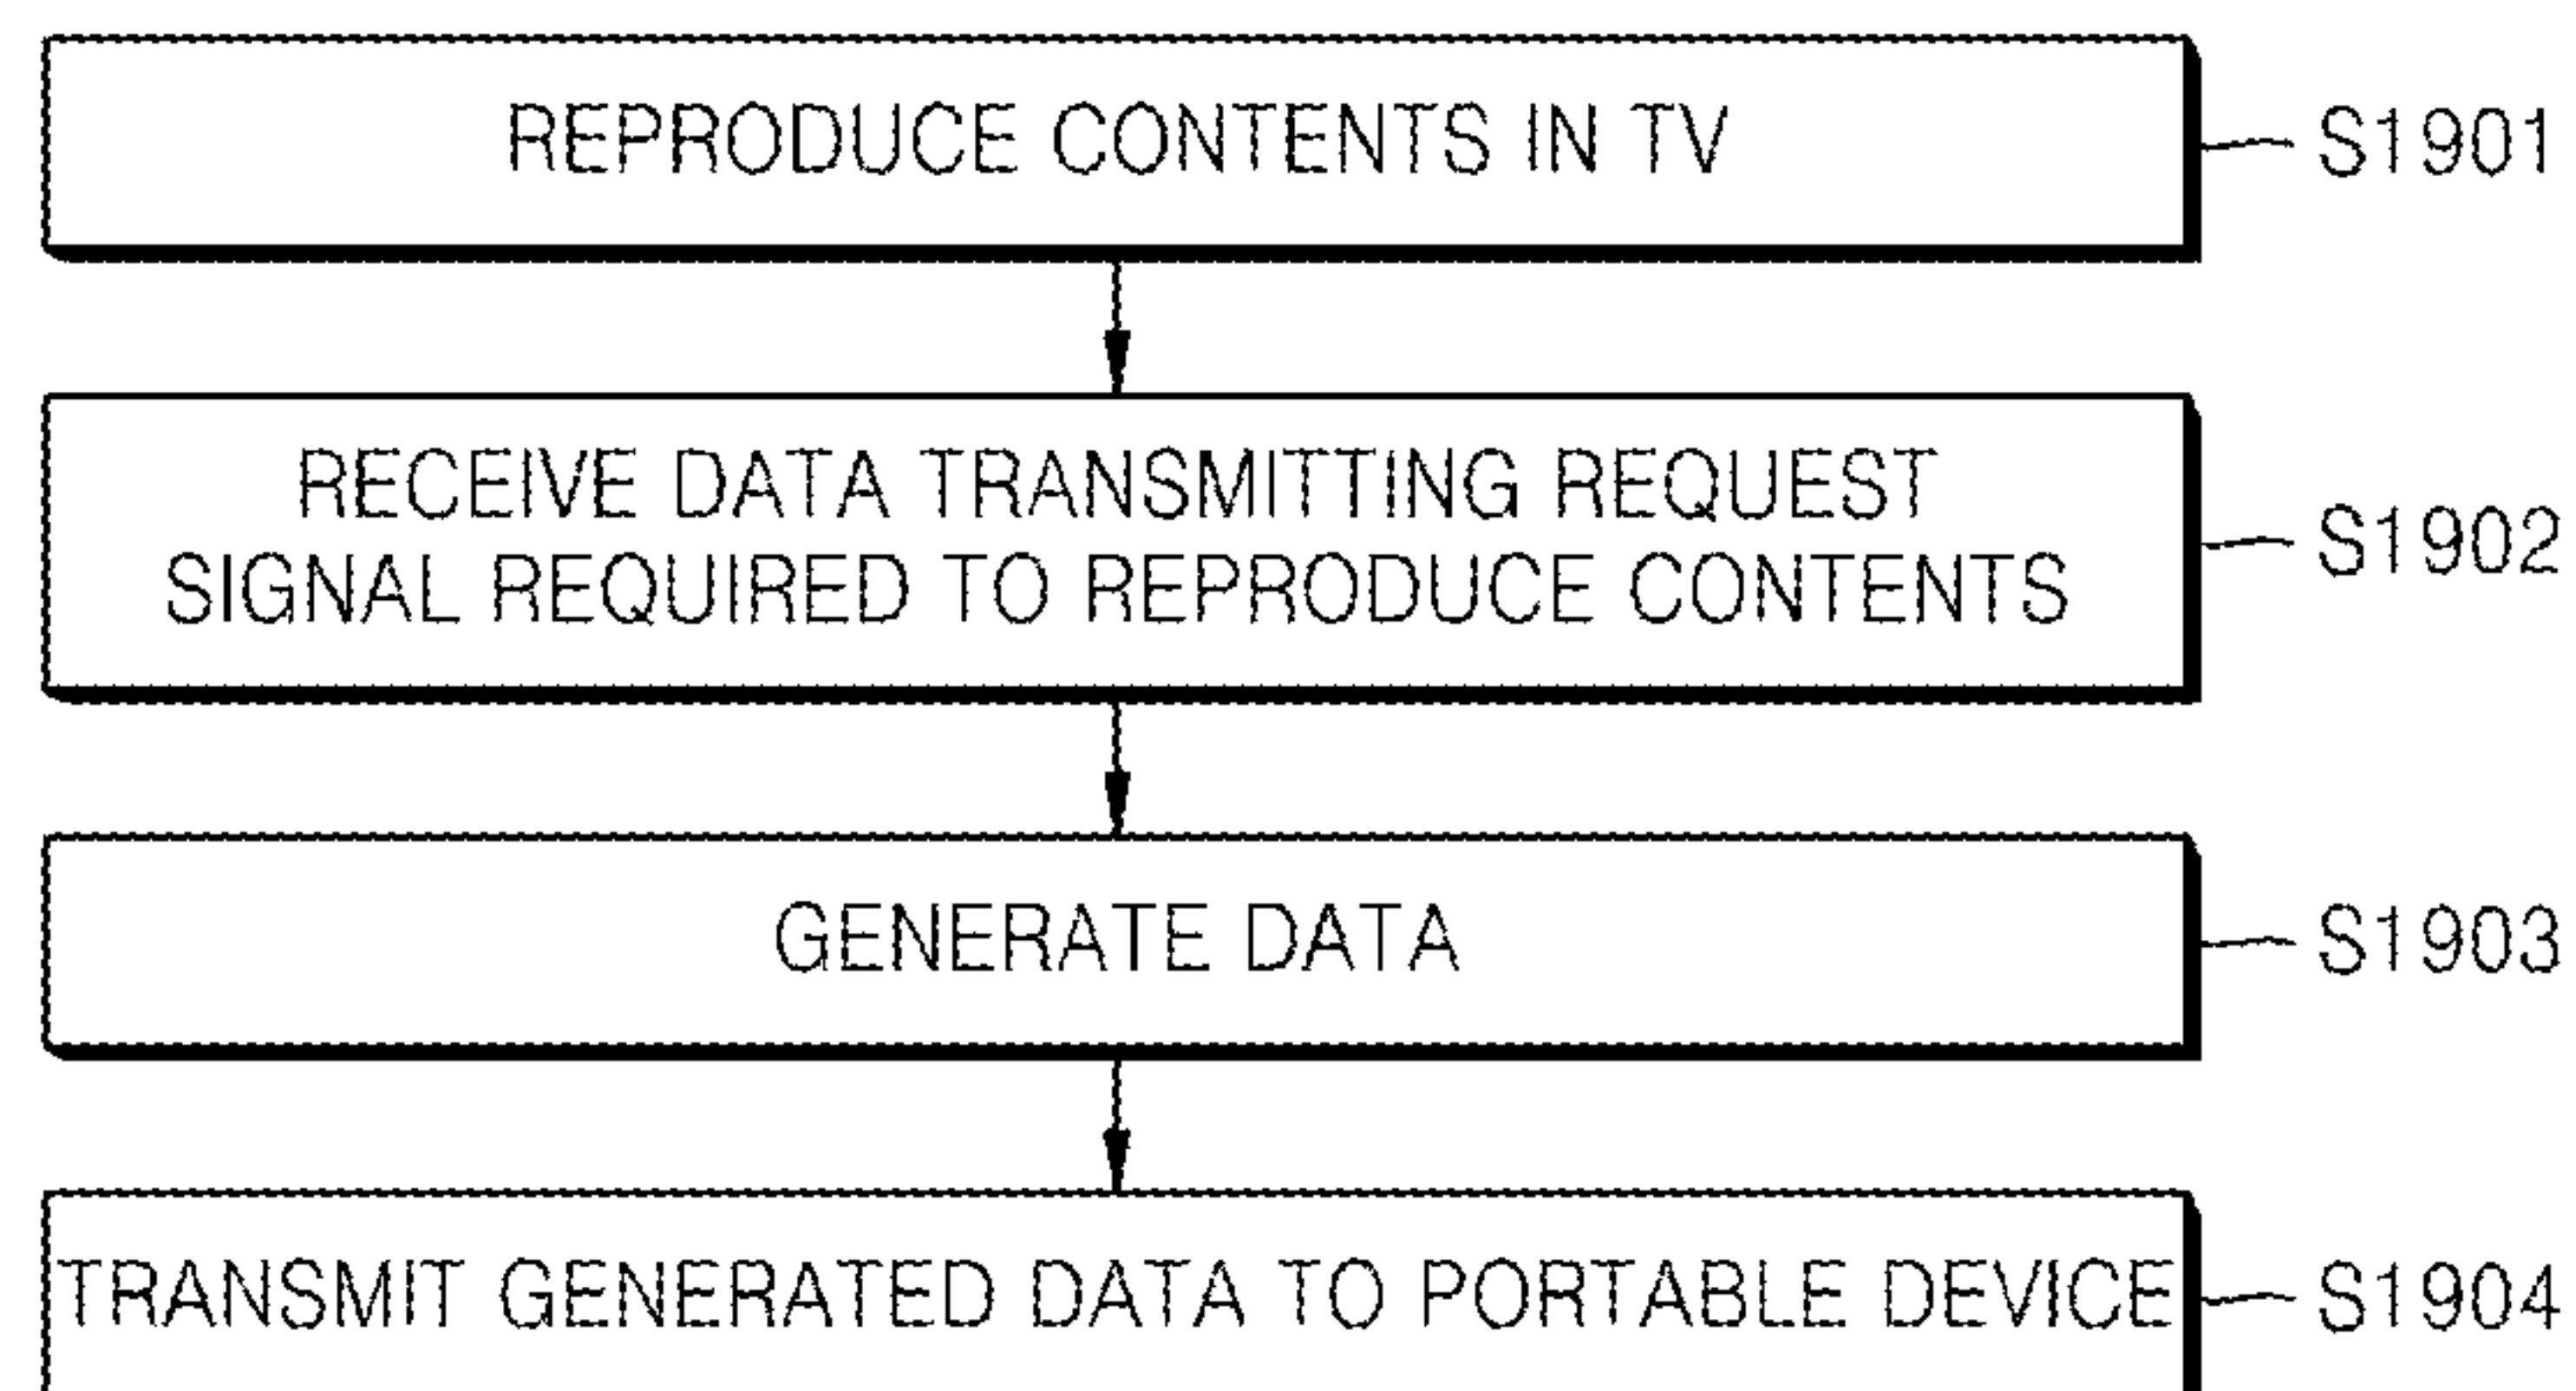 REPRODUCE CONTENTS IN TV
S1901
RECEIVE DATA TRANSMITTING REQUEST
SIGNAL REQUIRED TO REPRODUCE CONTENTS
S1902
GENERATE DATA
S1903
TRANSMIT GENERATED DATA TO PORTABLE DEVICE
S1904